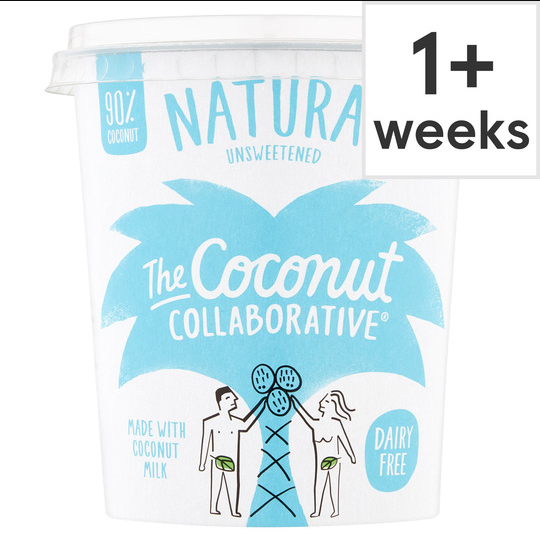 1+
weeks
90%
COCONUT
NATURA
UNSWEETENED
The Coconut
COLLABORATIVE®
MADE WITH
COCONUT
MILK
DAIRY
FREE